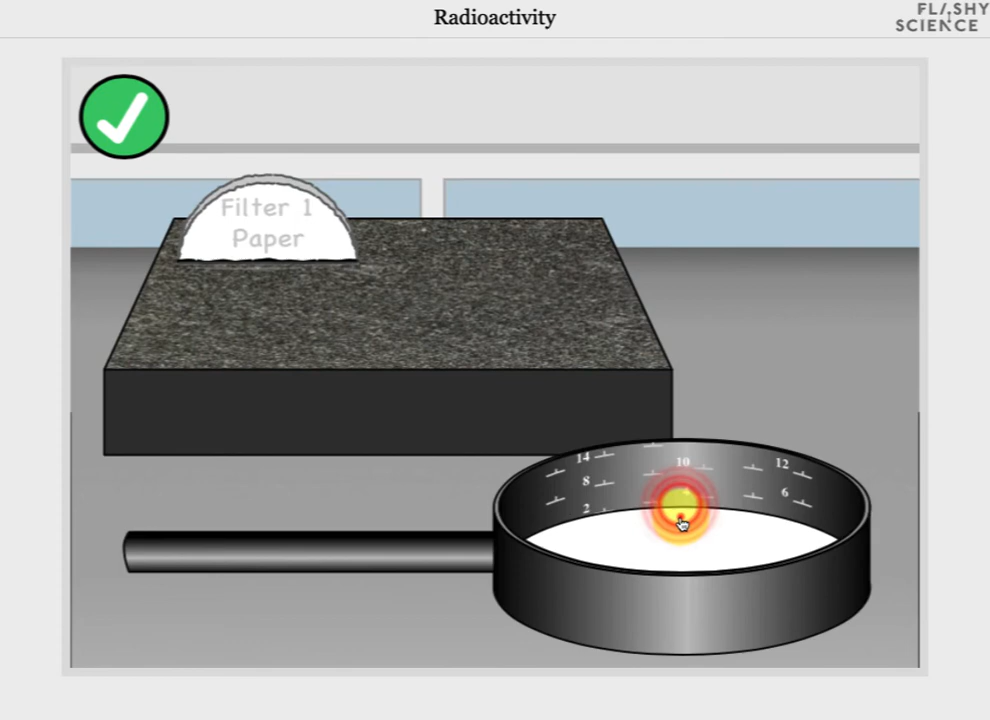 Radioactivity
FLASHY
SCIENCE
Filter 1
Paper
14
10
12
8
6
2